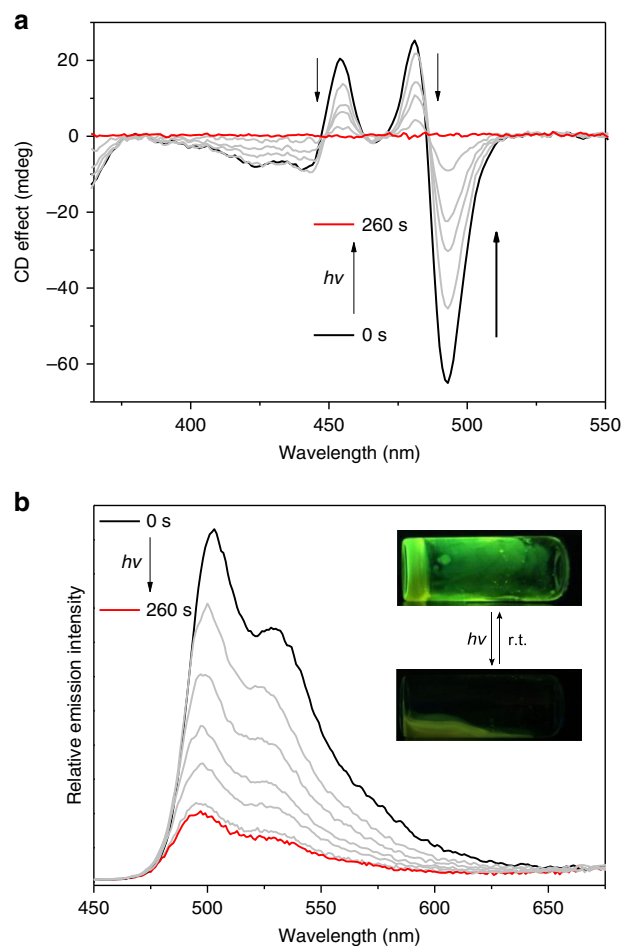 a
CD effect (mdeg)
20
0
−20
−40
−60
260 s
hv
0 s
400
450
500
550
Wavelength (nm)
b
Relative emission intensity
0 s
hv
260 s
hv
r.t.
450
500
550
600
650
Wavelength (nm)